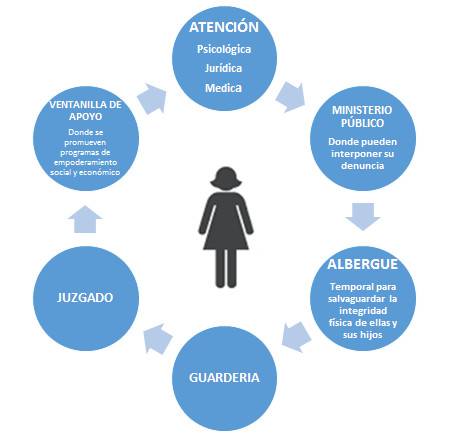 ATENCIÓN
Psicológica
Jurídica
Medica
MINISTERIO
PÚBLICO
Donde pueden
interponer su
denuncia
ALBERGUE
Temporal para
salvaguardar la
integridad
física de ellas y
sus hijos
GUARDERIA
JUZGADO
VENTANILLA DE
APOYO
Donde se
promueven
programas de
empoderamiento
social y económico